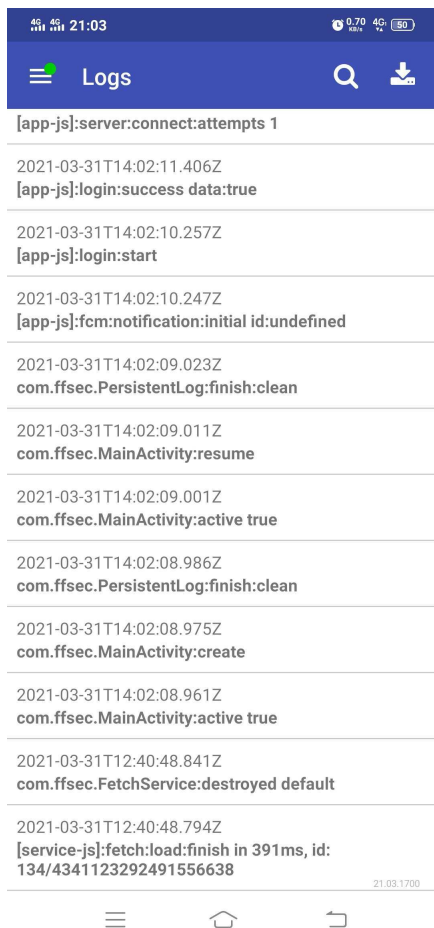 4G 4G 21:03 0.70 KB/s 4G 50
Logs
[app-js]:server:connect:attempts 1
2021-03-31T14:02:11.406Z
[app-js]:login:success data:true
2021-03-31T14:02:10.257Z
[app-js]:login:start
2021-03-31T14:02:10.247Z
[app-js]:fcm:notification:initial id:undefined
2021-03-31T14:02:09.023Z
com.ffsec.PersistentLog:finish:clean
2021-03-31T14:02:09.011Z
com.ffsec.MainActivity:resume
2021-03-31T14:02:09.001Z
com.ffsec.MainActivity:active true
2021-03-31T14:02:08.986Z
com.ffsec.PersistentLog:finish:clean
2021-03-31T14:02:08.975Z
com.ffsec.MainActivity:create
2021-03-31T14:02:08.961Z
com.ffsec.MainActivity:active true
2021-03-31T12:40:48.841Z
com.ffsec.FetchService:destroyed default
2021-03-31T12:40:48.794Z
[service-js]:fetch:load:finish in 391ms, id:
134/4341123292491556638
21.03.1700